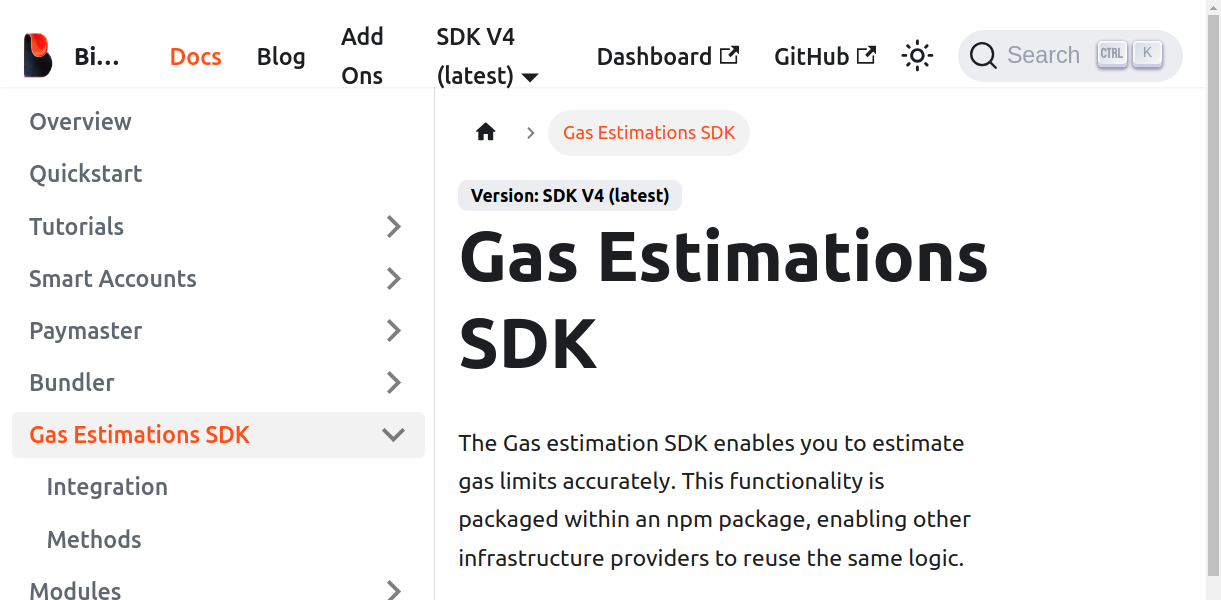 Bi...
Docs
Blog
Add
Ons
SDK V4
(latest)
Dashboard
GitHub
Search
CTRL
K
Overview
Quickstart
Tutorials
Smart Accounts
Paymaster
Bundler
Gas Estimations SDK
Integration
Methods
Modules
Gas Estimations SDK
Version: SDK V4 (latest)
Gas Estimations
SDK
The Gas estimation SDK enables you to estimate
gas limits accurately. This functionality is
packaged within an npm package, enabling other
infrastructure providers to reuse the same logic.